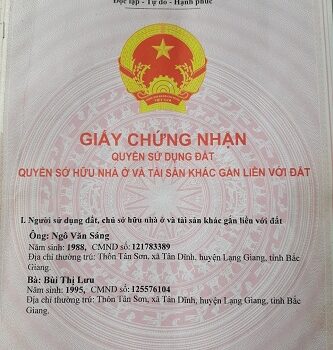 Độc lập - Tự do - Hạnh phúc
GIẤY CHỨNG NHẬN
QUYỀN SỬ DỤNG ĐẤT
QUYỀN SỞ HỮU NHÀ Ở VÀ TÀI SẢN KHÁC GẮN LIỀN VỚI ĐẤT
I. Người sử dụng đất, chủ sở hữu nhà ở và tài sản khác gắn liền với đất
Ông: Ngô Văn Sảng
Năm sinh: 1988, CMND số: 121783389
Địa chỉ thường trú: Thôn Tân Sơn, xã Tân Dĩnh, huyện Lạng Giang, tỉnh Bắc
Giang.
Bà: Bùi Thị Lưu
Năm sinh: 1995, CMND số: 125576104
Địa chỉ thường trú: Thôn Tân Sơn, xã Tân Dĩnh, huyện Lạng Giang, tỉnh Bắc
Giang.